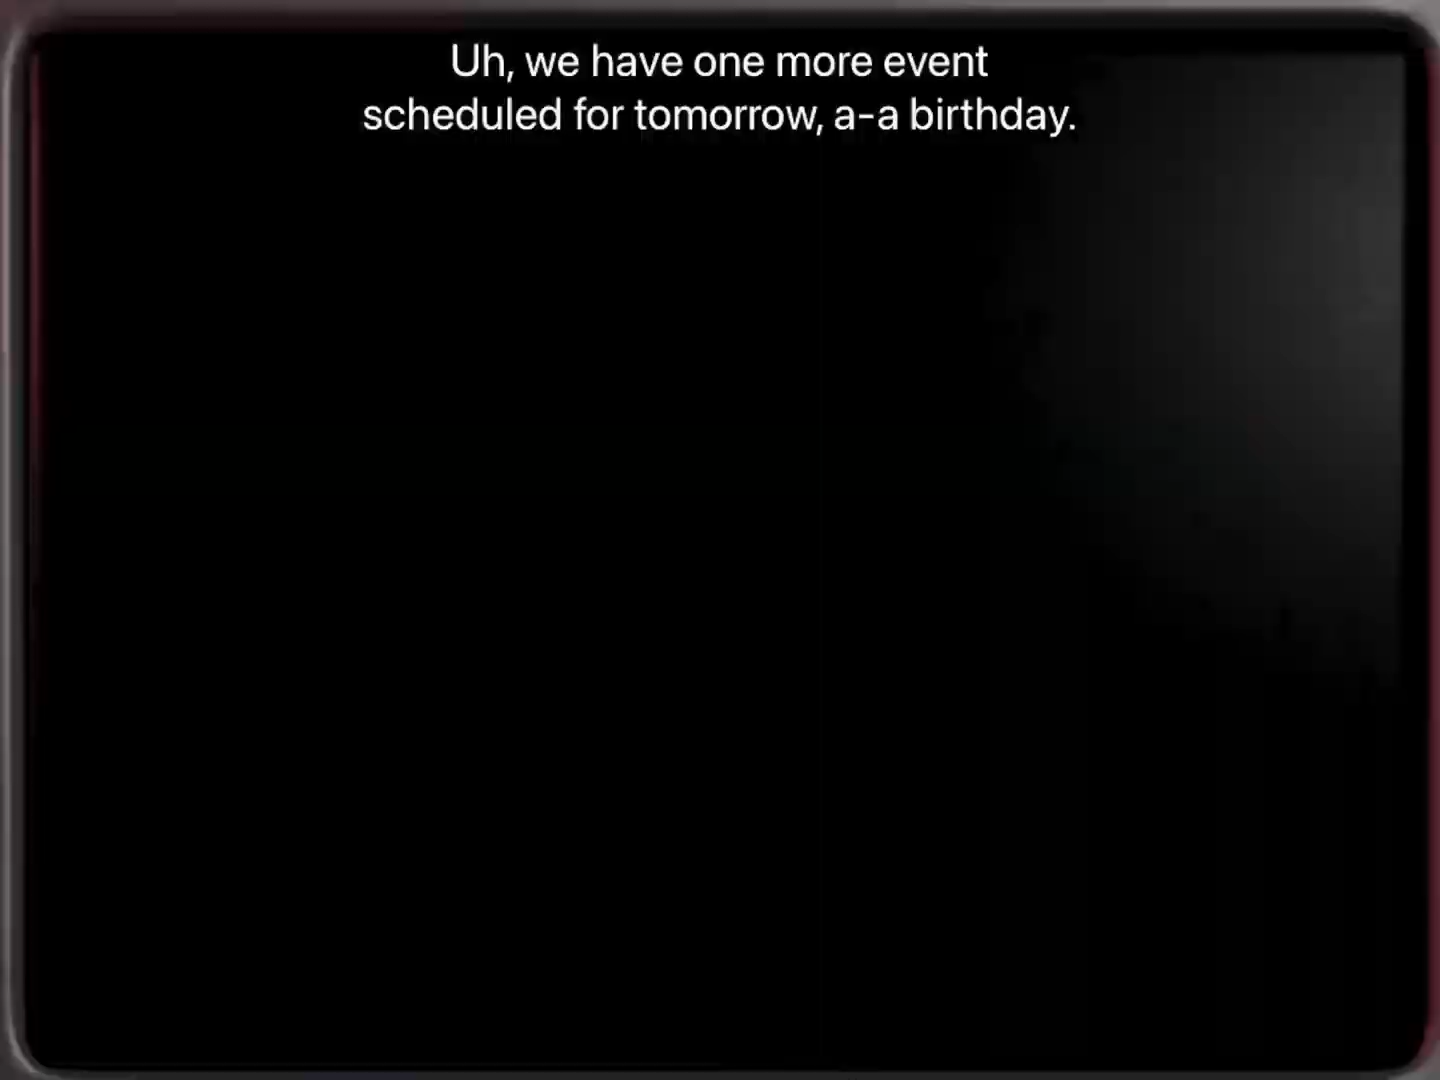 Uh, we have one more event
scheduled for tomorrow, a-a birthday.